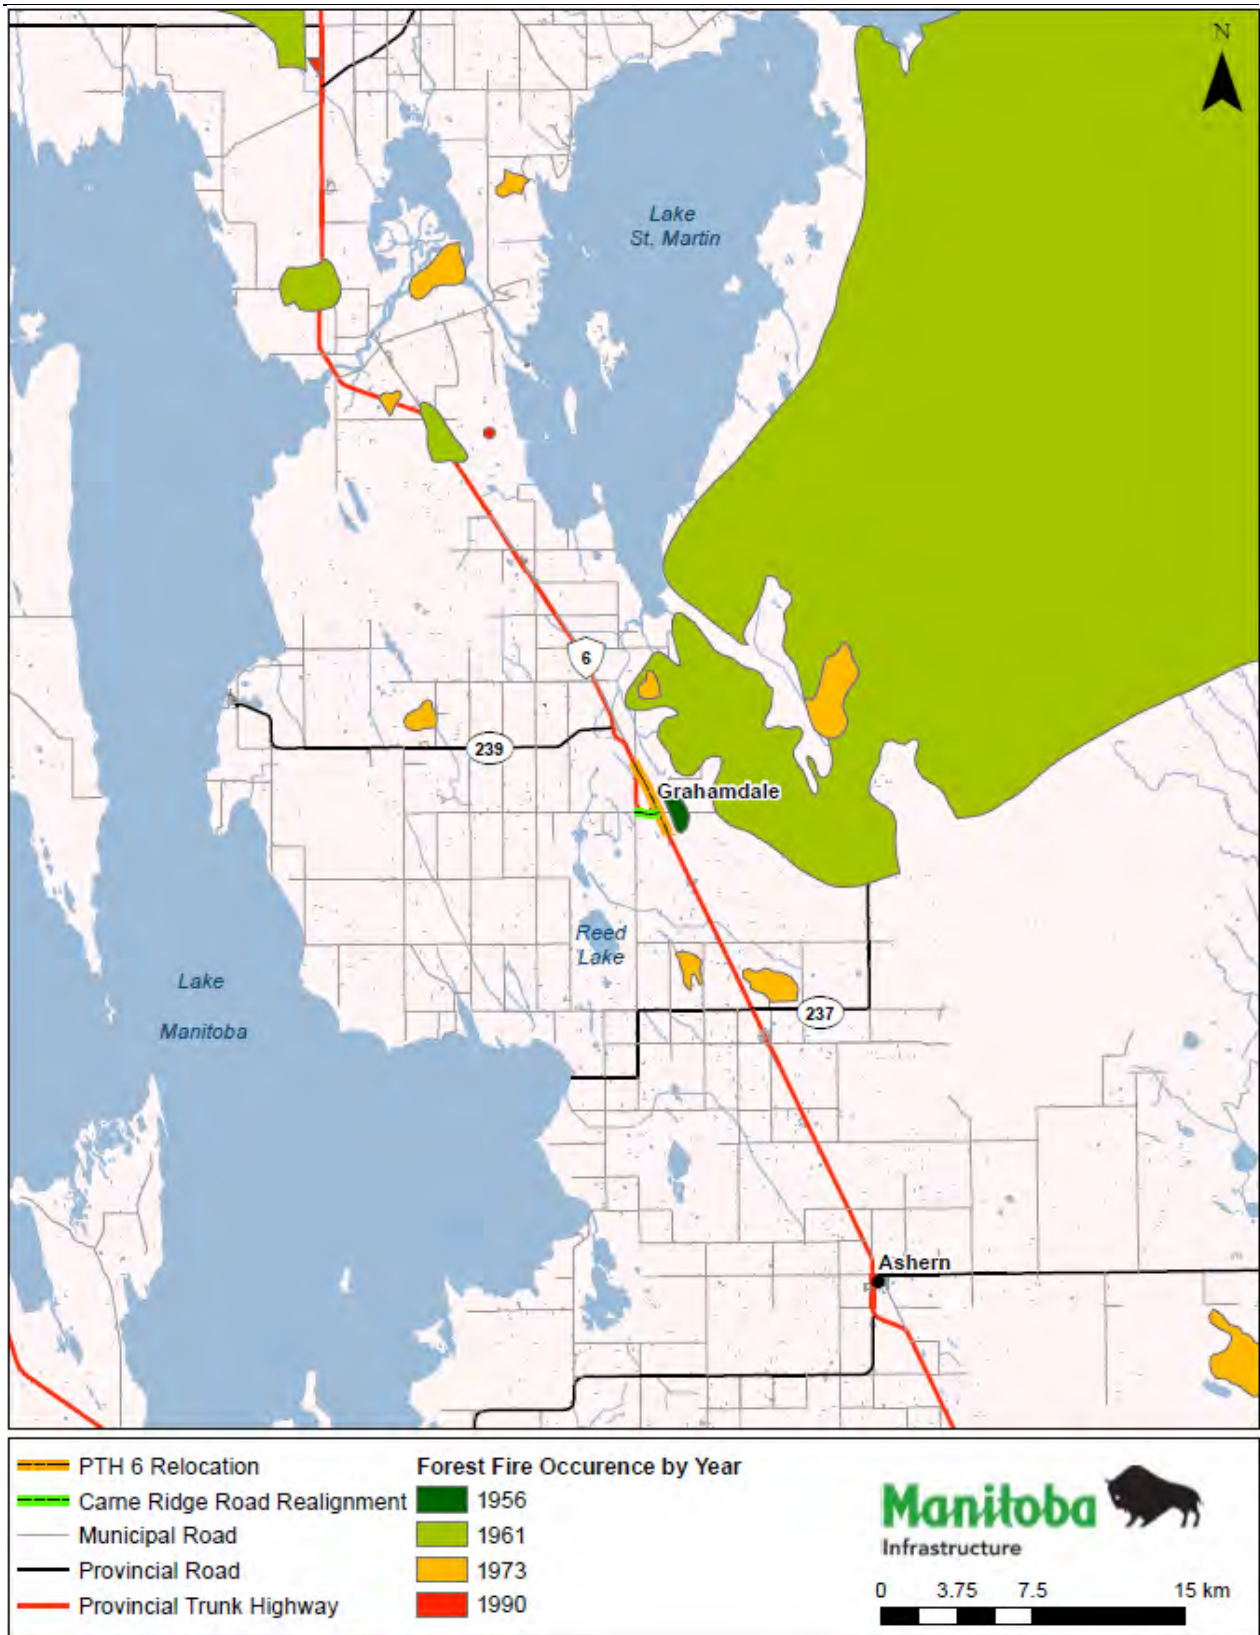 N
Lake
St. Martin
6
239
Grahamdale
Reed
Lake
Lake
Manitoba
237
Ashern
PTH 6 Relocation
Carne Ridge Road Realignment
Municipal Road
Provincial Road
Provincial Trunk Highway
Forest Fire Occurence by Year
1956
1961
1973
1990
Manitoba
Infrastructure
0 3.75 7.5 15 km